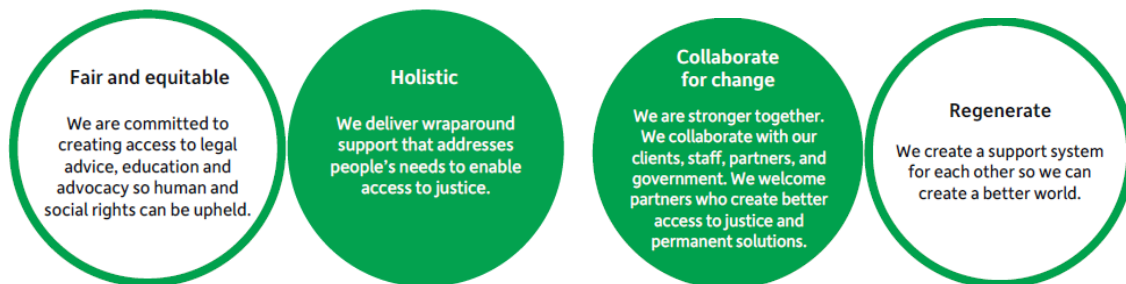 Fair and equitable
We are committed to
creating access to legal
advice, education and
advocacy so human and
social rights can be upheld.
Holistic
We deliver wraparound
support that addresses
people's needs to enable
access to justice.
Collaborate
for change
We are stronger together.
We collaborate with our
clients, staff, partners, and
government. We welcome
partners who create better
access to justice and
permanent solutions.
Regenerate
We create a support system
for each other so we can
create a better world.